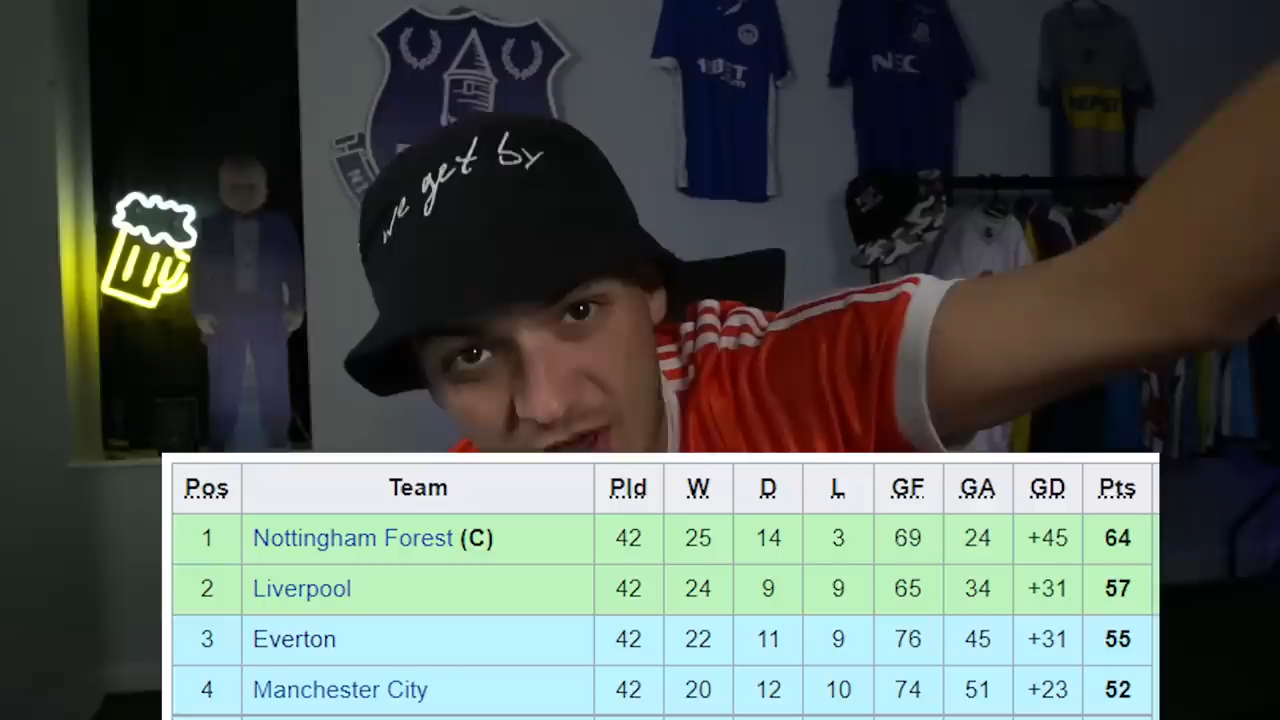 we get by
1BET
NEC
PEPSI
Pos Team Pld W D L GF GA GD Pts
1 Nottingham Forest (C) 42 25 14 3 69 24 +45 64
2 Liverpool 42 24 9 9 65 34 +31 57
3 Everton 42 22 11 9 76 45 +31 55
4 Manchester City 42 20 12 10 74 51 +23 52